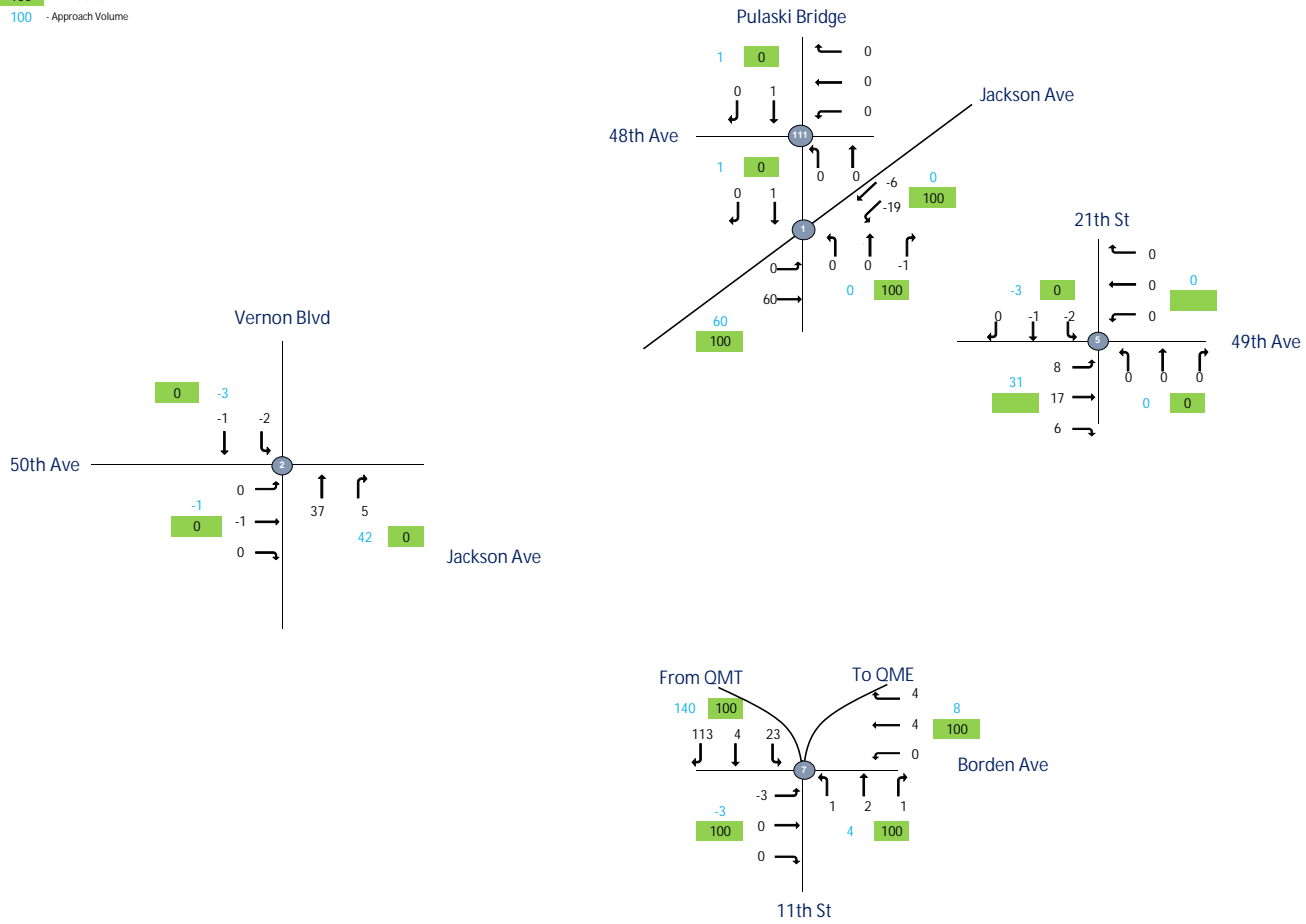 100 - Approach Volume
Pulaski Bridge
1 0
0
0
0
0 1
48th Ave
111
1 0
0 0
0 1
Jackson Ave
-6 0
100
-19
1
0 0 -1
0
60
0 100
60
100
21th St
0
0 0
0
-3 0
0 -1 -2
5
49th Ave
8
31
17
6
0 0 0
0 0
Vernon Blvd
0 -3
-1 -2
50th Ave
2
0
-1
0 -1
0
37 5
42 0
Jackson Ave
From QMT
To QME
140 100
113 4 23
4
8
4 100
0
Borden Ave
7
-3
-3
100 0
0
1 2 1
4 100
11th St